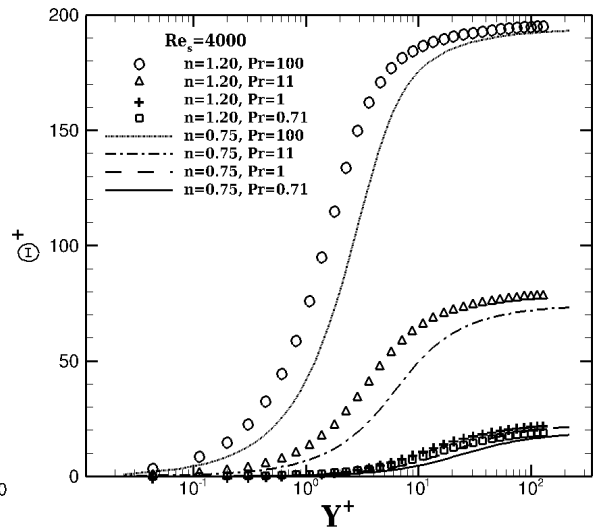 Re_s=4000
n=1.20, Pr=100
n=1.20, Pr=11
n=1.20, Pr=1
n=1.20, Pr=0.71
n=0.75, Pr=100
n=0.75, Pr=11
n=0.75, Pr=1
n=0.75, Pr=0.71
200
150
100
50
0
Θ⁺
10⁻¹ 10⁰ 10¹ 10²
Y⁺
0